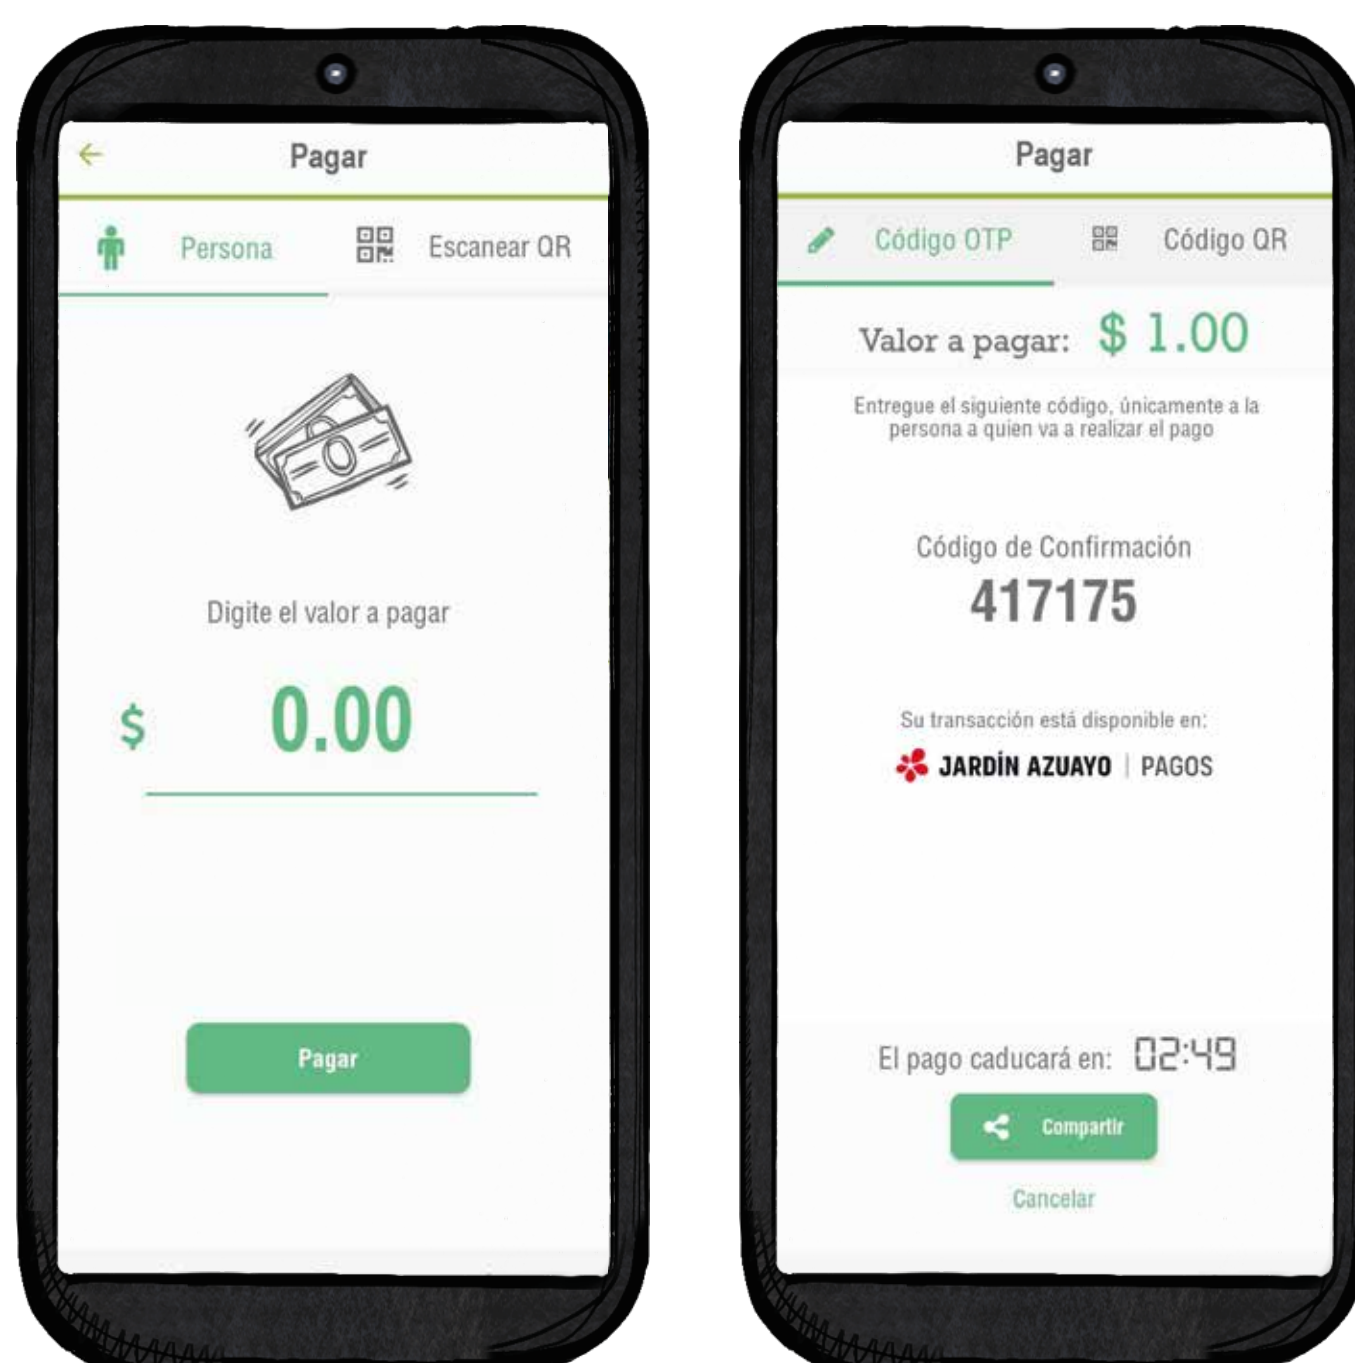 Pagar
Persona
Escanear QR
Digite el valor a pagar
$ 0.00
Pagar
Pagar
Código OTP
Código QR
Valor a pagar: $ 1.00
Entregue el siguiente código, únicamente a la
persona a quien va a realizar el pago
Código de Confirmación
417175
Su transacción está disponible en:
JARDÍN AZUAYO | PAGOS
El pago caducará en: 02:49
Compartir
Cancelar